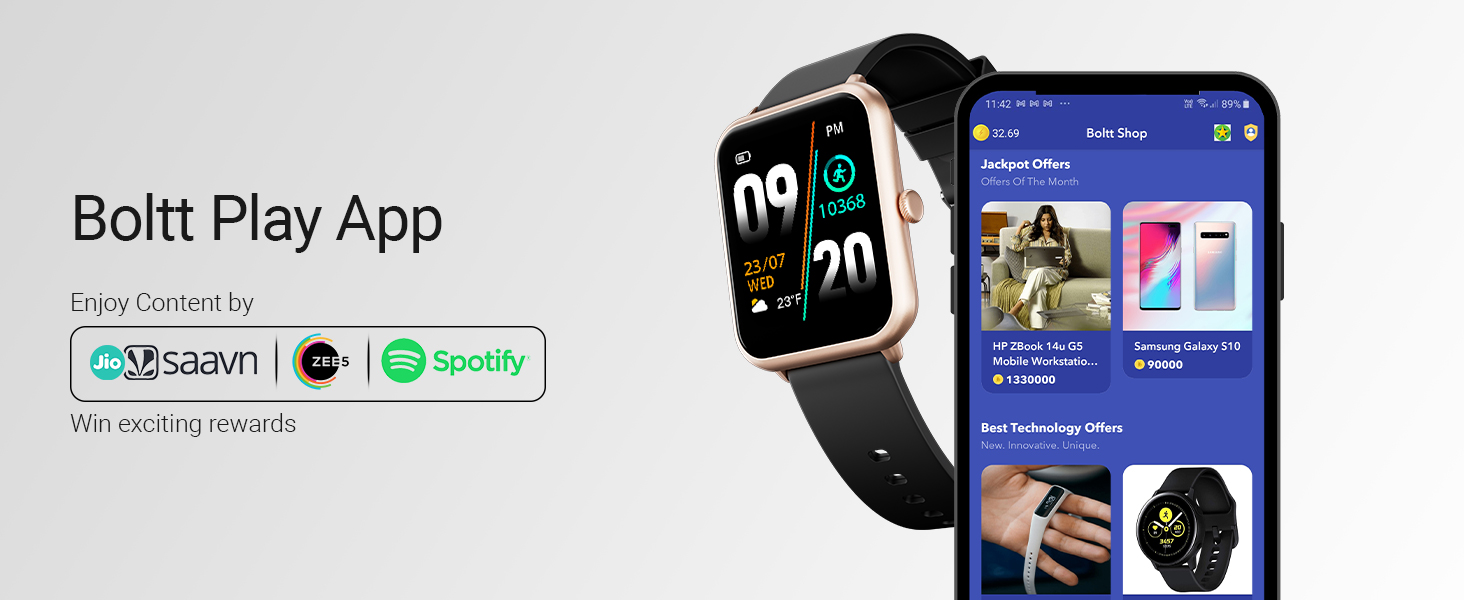 Boltt Play App
Enjoy Content by
Jio saavn
ZEE5
Spotify
Win exciting rewards
PM
09
10368
23/07
WED
20
23°F
11:42
89%
32.69
Boltt Shop
Jackpot Offers
Offers Of The Month
HP ZBook 14u G5
Mobile Workstatio...
1330000
Samsung Galaxy S10
90000
Best Technology Offers
New. Innovative. Unique.
3457